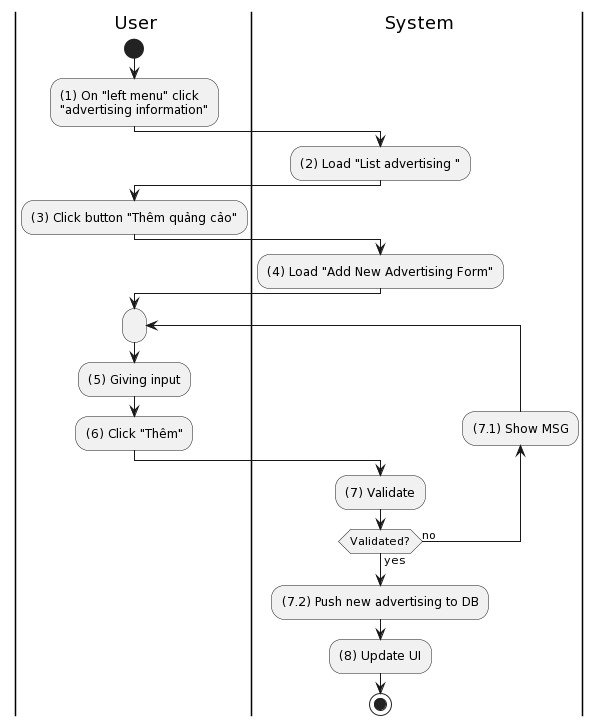 User
System
(1) On "left menu" click
"advertising information"
(2) Load "List advertising "
(3) Click button "Thêm quảng cảo"
(4) Load "Add New Advertising Form"
(5) Giving input
(6) Click "Thêm"
(7.1) Show MSG
(7) Validate
Validated?
no
yes
(7.2) Push new advertising to DB
(8) Update UI